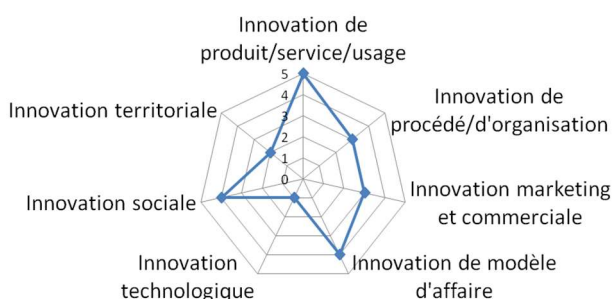 Innovation de
produit/service/usage
5
4
3
2
1
0
Innovation de
procédé/d'organisation
Innovation marketing
et commerciale
Innovation de modèle
d'affaire
Innovation
technologique
Innovation sociale
Innovation territoriale